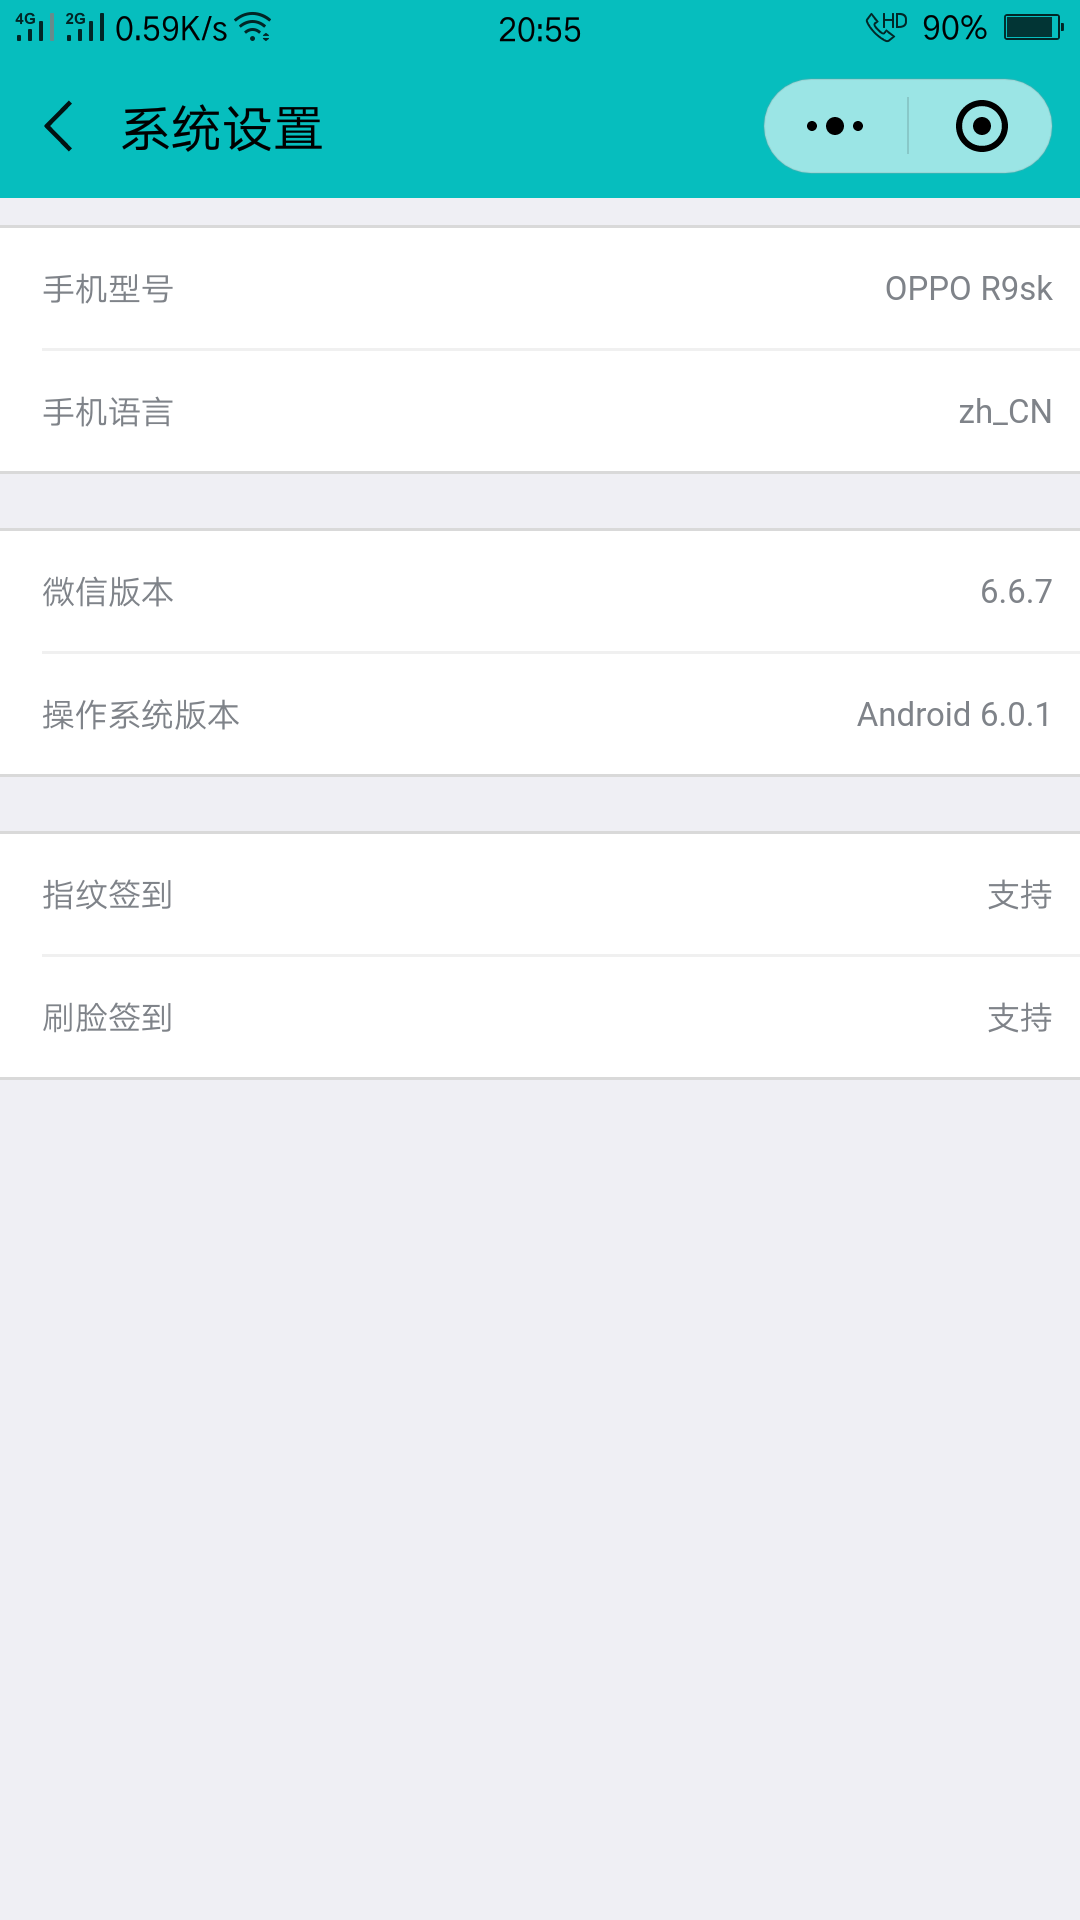 4G 2G 0.59K/s 20:55 HD 90%
系统设置
手机型号 OPPO R9sk
手机语言 zh_CN
微信版本 6.6.7
操作系统版本 Android 6.0.1
指纹签到 支持
刷脸签到 支持